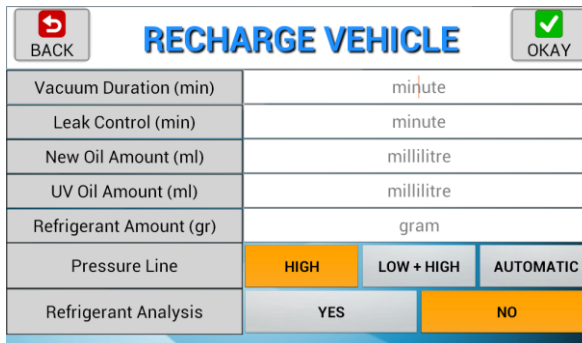 BACK
RECHARGE VEHICLE
OKAY
Vacuum Duration (min) minute
Leak Control (min) minute
New Oil Amount (ml) millilitre
UV Oil Amount (ml) millilitre
Refrigerant Amount (gr) gram
Pressure Line HIGH LOW + HIGH AUTOMATIC
Refrigerant Analysis YES NO